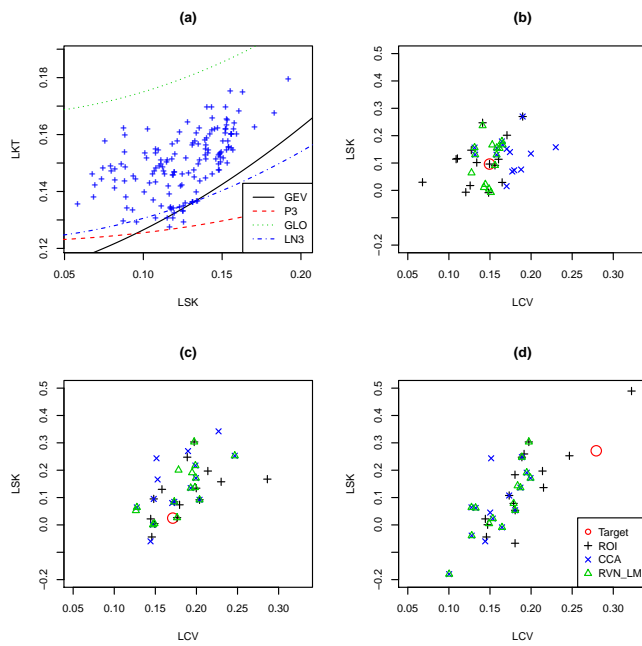 (a)
0.18
0.16
0.14
0.12
LKT
0.05
0.10
0.15
0.20
LSK
GEV
P3
GLO
LN3
(b)
0.5
0.4
0.3
0.2
0.1
0.0
−0.2
LSK
0.05
0.10
0.15
0.20
0.25
0.30
LCV
(c)
0.5
0.4
0.3
0.2
0.1
0.0
−0.2
LSK
0.05
0.10
0.15
0.20
0.25
0.30
LCV
(d)
0.5
0.4
0.3
0.2
0.1
0.0
−0.2
LSK
0.05
0.10
0.15
0.20
0.25
0.30
LCV
Target
ROI
CCA
RVN_LM